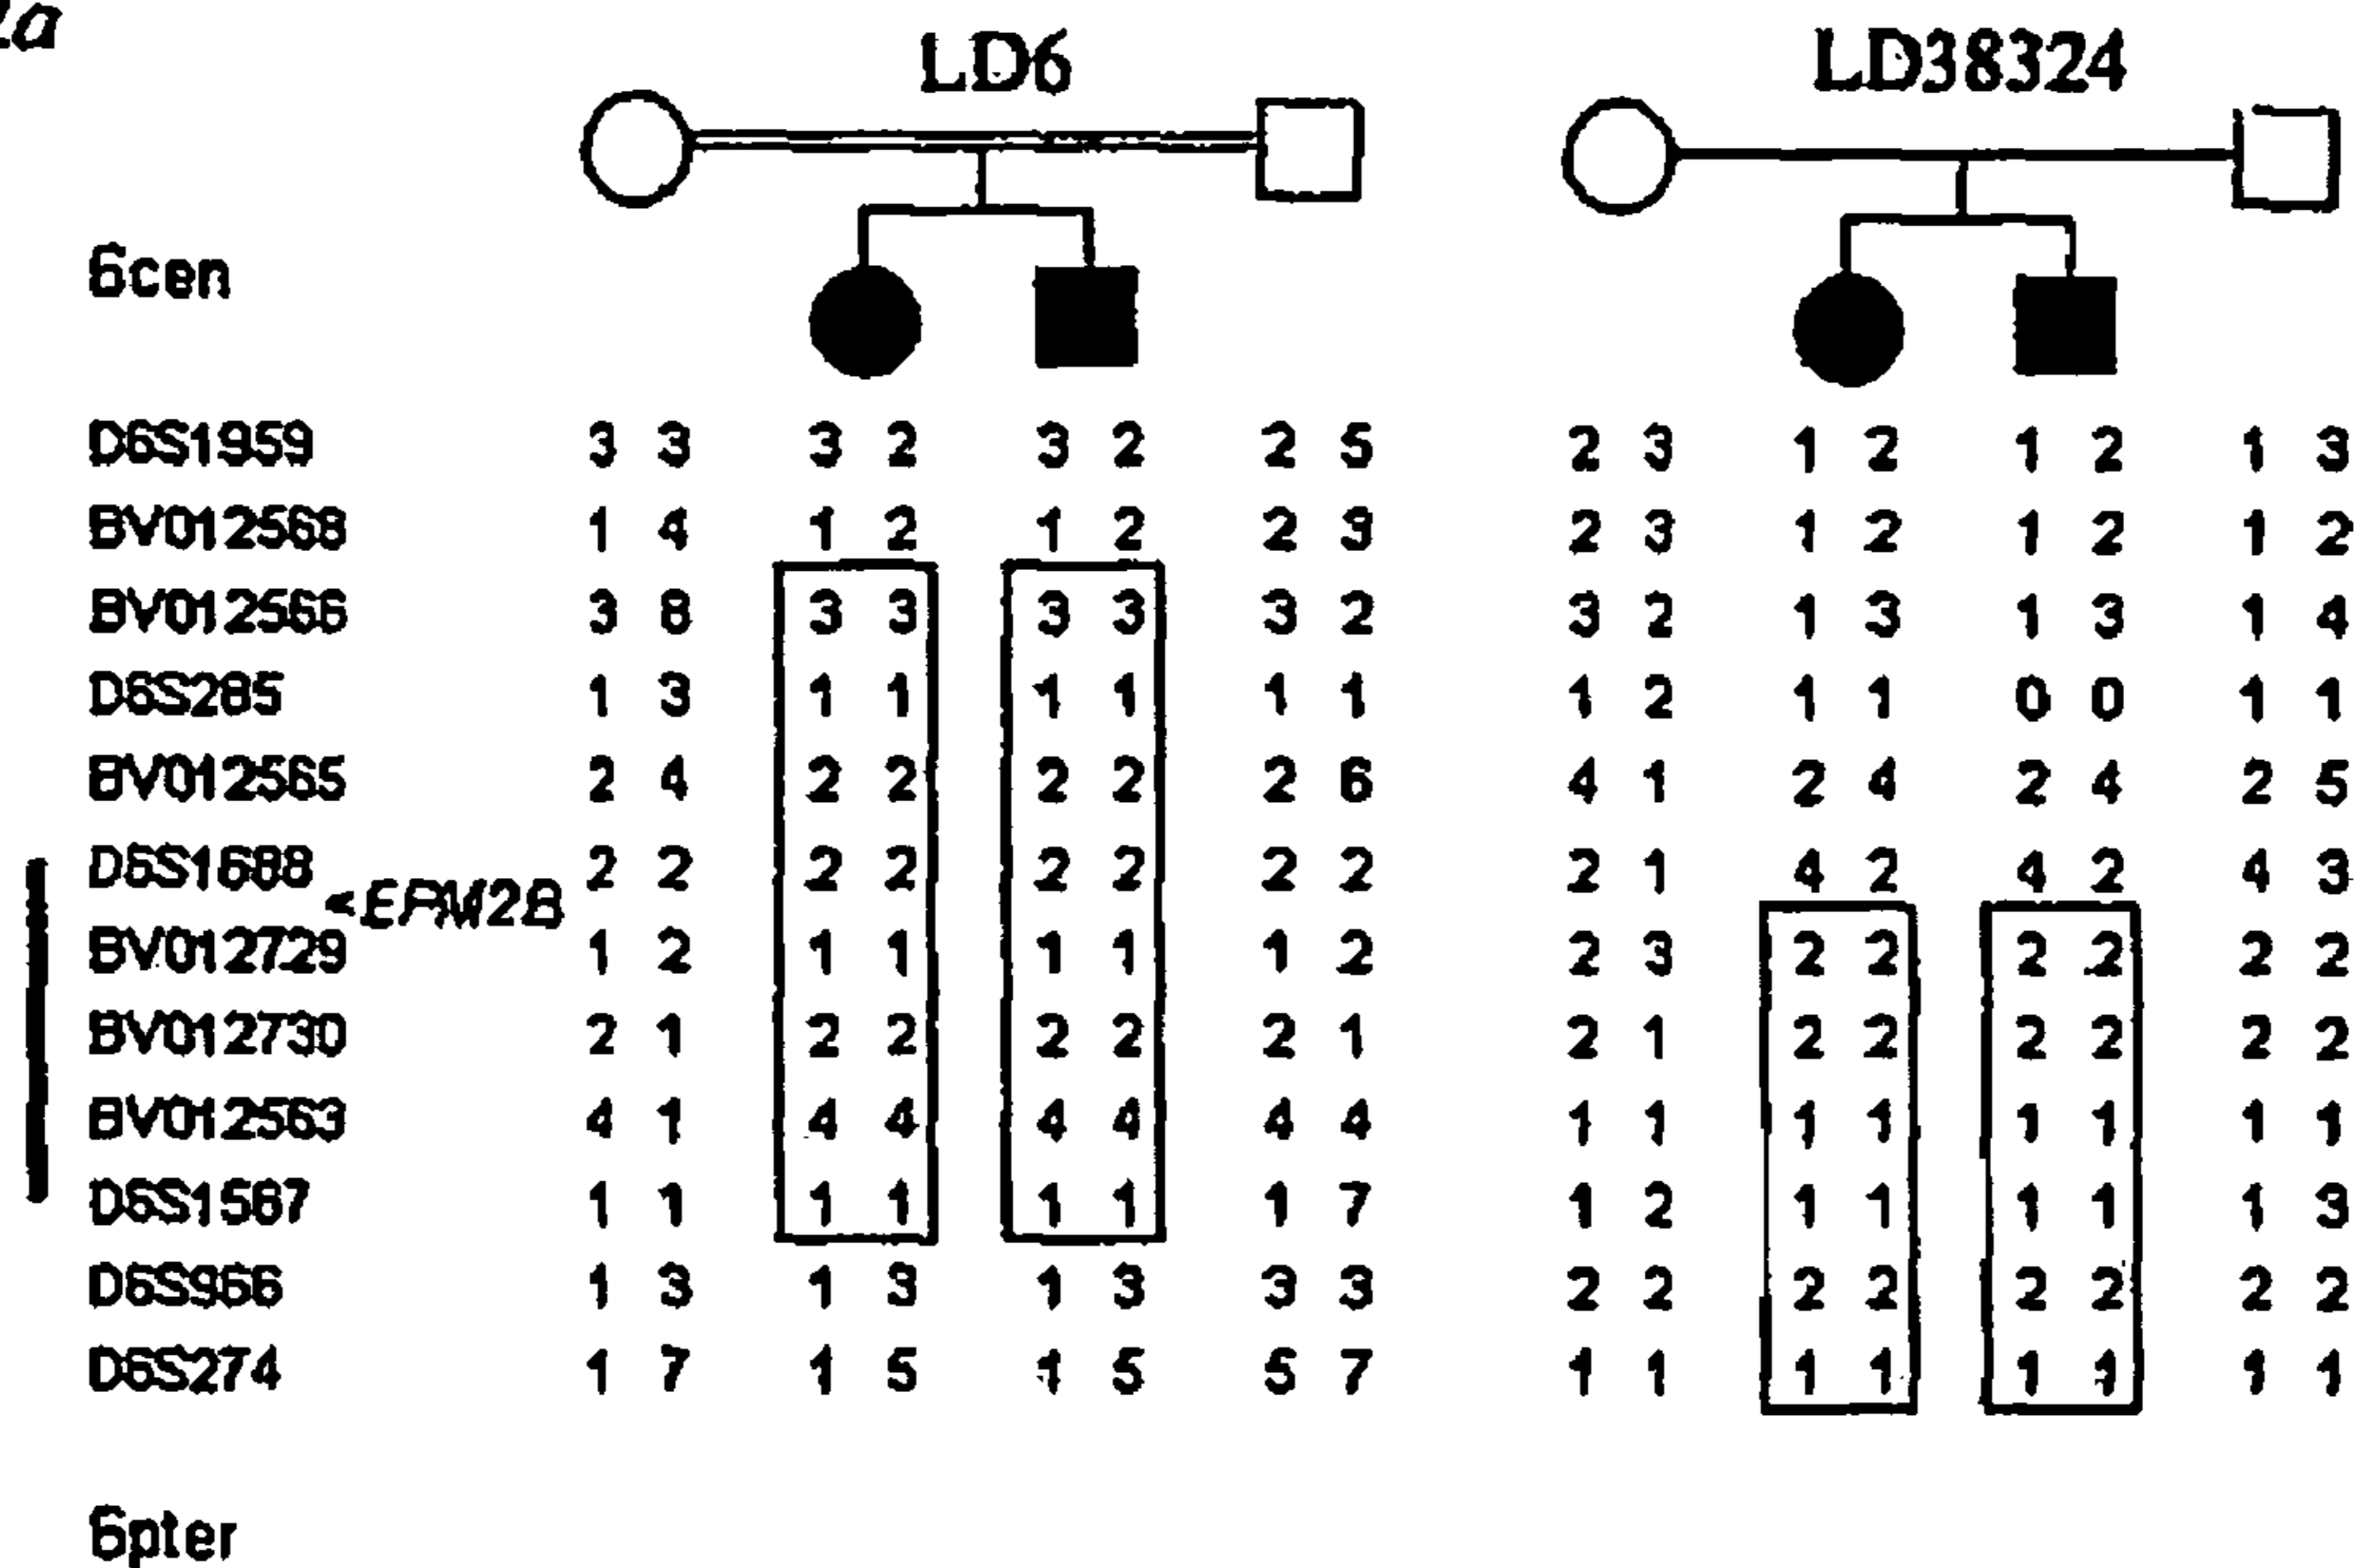 LD6 LD38324
6cen
D6S1959 3 3 3 2 3 2 2 5 2 3 1 2 1 2 1 3
BV012568 1 4 1 2 1 2 2 3 2 3 1 2 1 2 1 2
BV012566 3 8 3 3 3 3 3 2 3 2 1 3 1 3 1 4
D6S285 1 3 1 1 1 1 1 1 1 2 1 1 0 0 1 1
BV012565 2 4 2 2 2 2 2 6 4 1 2 4 2 4 2 5
D6S1688 2 2 2 2 2 2 2 2 2 1 4 2 4 2 4 3
BV012729 1 2 1 1 1 1 1 2 2 3 2 2 2 2 2 2
BV012730 2 1 2 2 2 2 2 1 2 1 2 2 2 2 2 2
BV012563 4 1 4 4 4 4 4 4 1 1 1 1 1 1 1 1
D6S1567 1 1 1 1 1 1 1 7 1 2 1 1 1 1 1 3
D6S966 1 3 1 3 1 3 3 3 2 2 2 2 2 2 2 2
D6S274 1 7 1 5 1 5 5 7 1 1 1 1 1 1 1 1
6pter